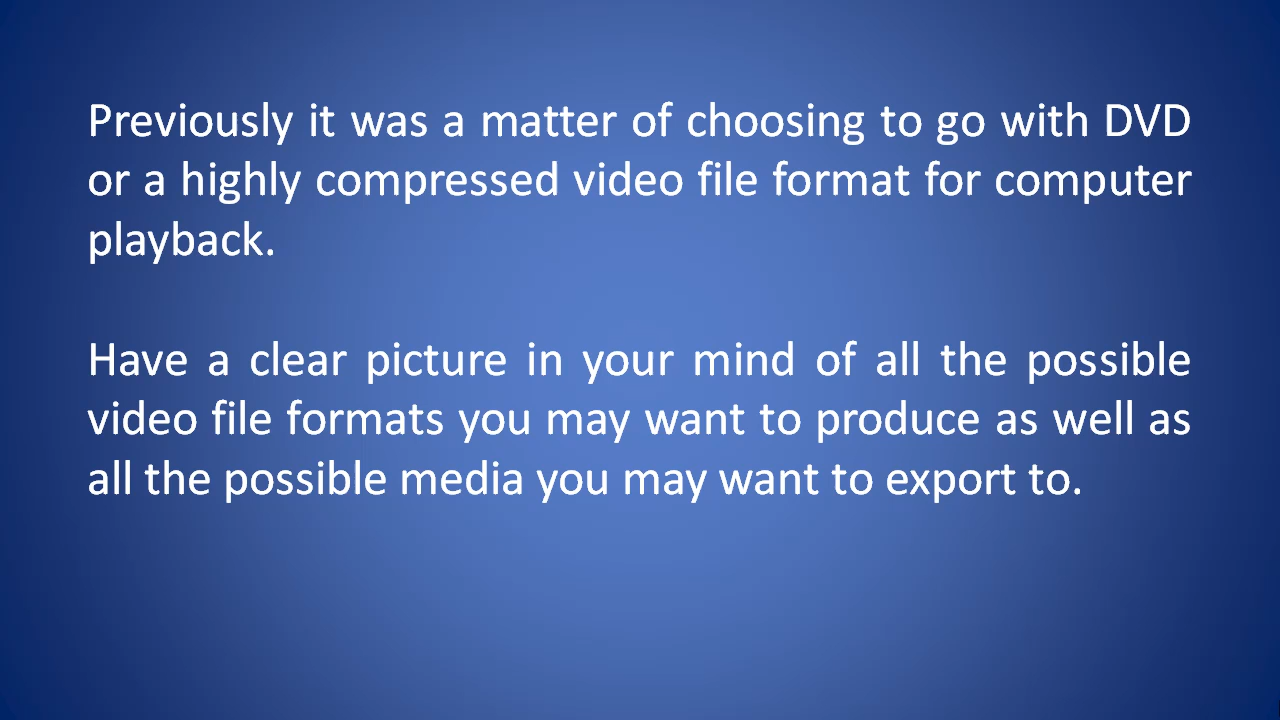 Previously it was a matter of choosing to go with DVD
or a highly compressed video file format for computer
playback.
Have a clear picture in your mind of all the possible
video file formats you may want to produce as well as
all the possible media you may want to export to.